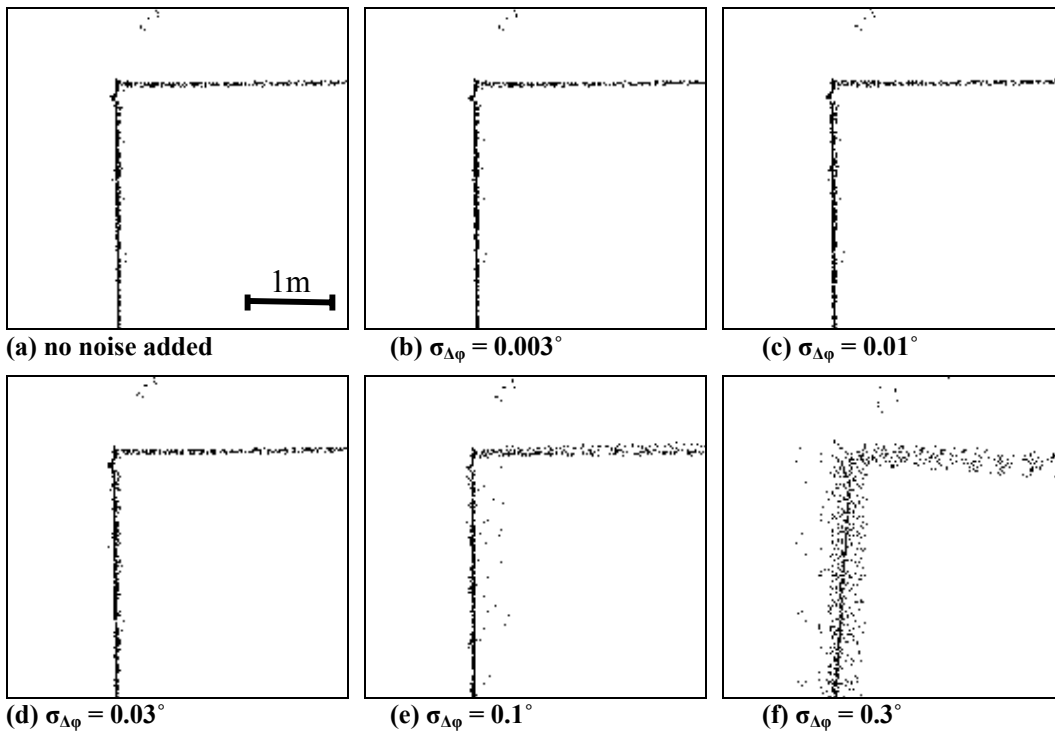 1m
(a) no noise added
(b) σΔφ = 0.003°
(c) σΔφ = 0.01°
(d) σΔφ = 0.03°
(e) σΔφ = 0.1°
(f) σΔφ = 0.3°